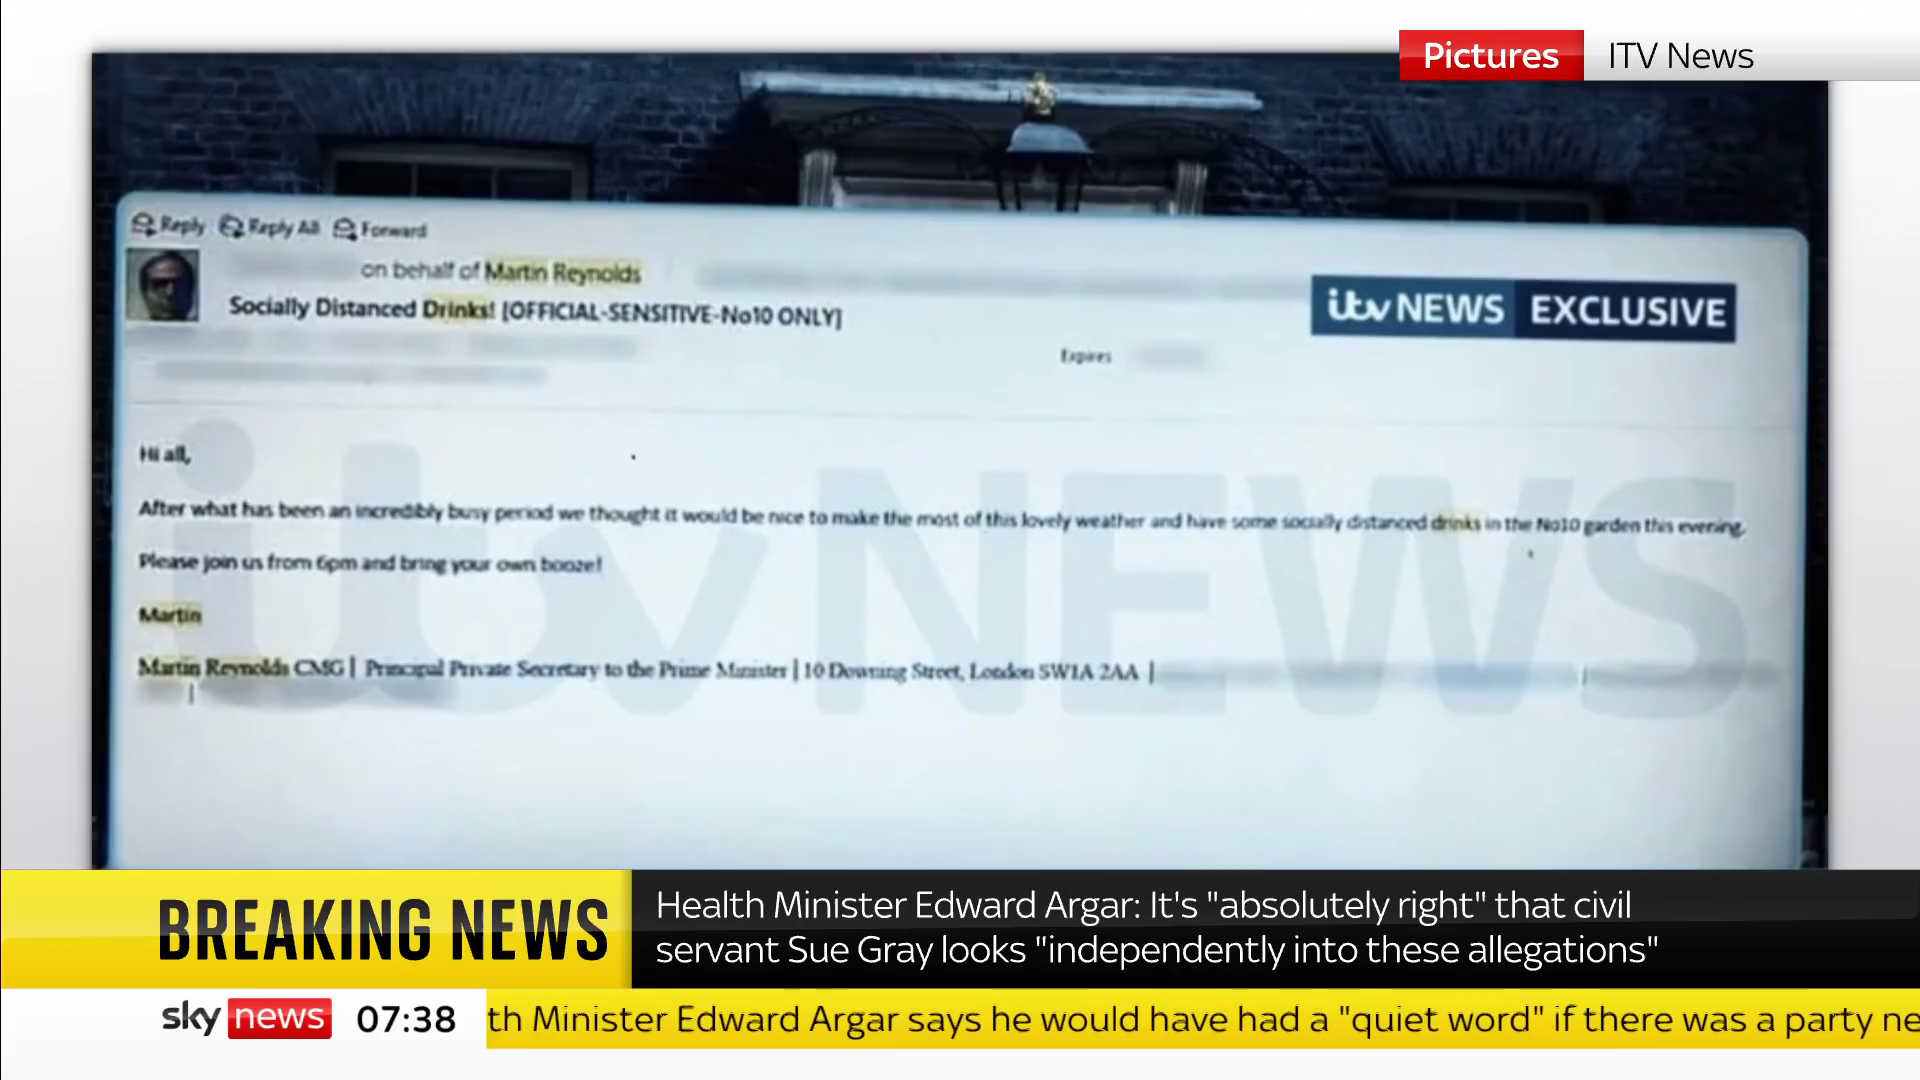 Pictures ITV News
Reply Reply All Forward
on behalf of Martin Reynolds
Socially Distanced Drinks! [OFFICIAL-SENSITIVE-No10 ONLY]
itv NEWS EXCLUSIVE
Expires
Hi all,
After what has been an incredibly busy period we thought it would be nice to make the most of this lovely weather and have some socially distanced drinks in the No10 garden this evening.
Please join us from 6pm and bring your own booze!
Martin
Martin Reynolds CMG | Principal Private Secretary to the Prime Minister | 10 Downing Street, London SW1A 2AA |
itv NEWS
BREAKING NEWS
Health Minister Edward Argar: It's "absolutely right" that civil
servant Sue Gray looks "independently into these allegations"
sky news 07:38 th Minister Edward Argar says he would have had a "quiet word" if there was a party ne